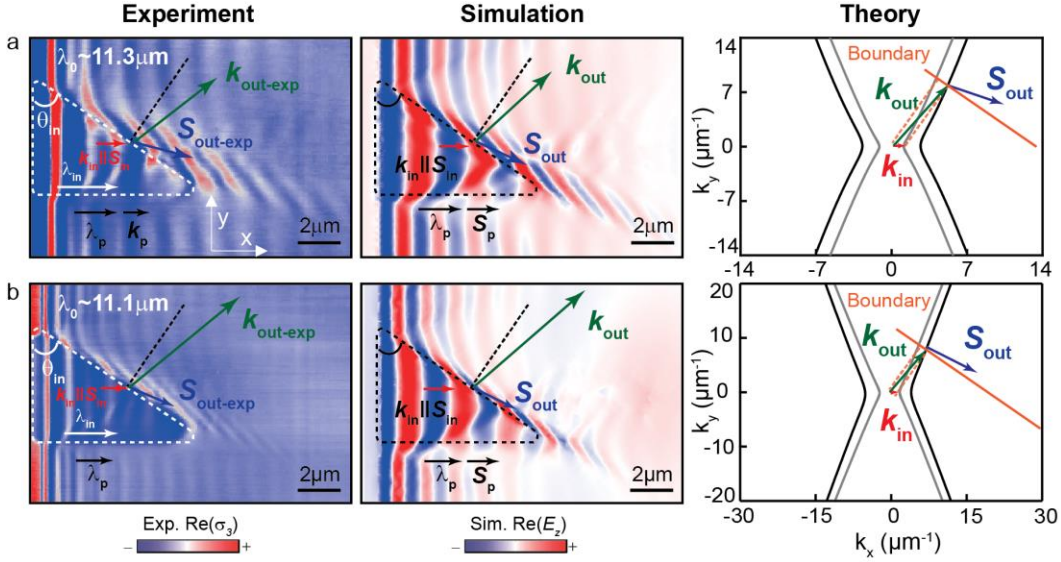 Experiment
Simulation
Theory
a
λ0~11.3μm
θin
kin||Sin
λin
λp
kp
kout-exp
Sout-exp
y
x
2μm
kout
Sout
kin||Sin
λp
Sp
2μm
14
7
0
-7
-14
ky (μm-1)
Boundary
kout
Sout
kin
-14
-7
0
7
14
b
λ0~11.1μm
θin
kin||Sin
λin
λp
kout-exp
Sout-exp
2μm
kout
Sout
kin||Sin
λp
Sp
2μm
20
10
0
-10
-20
ky (μm-1)
Boundary
kout
Sout
kin
-30
-15
0
15
30
kx (μm-1)
Exp. Re(σ3)
− +
Sim. Re(Ez)
− +